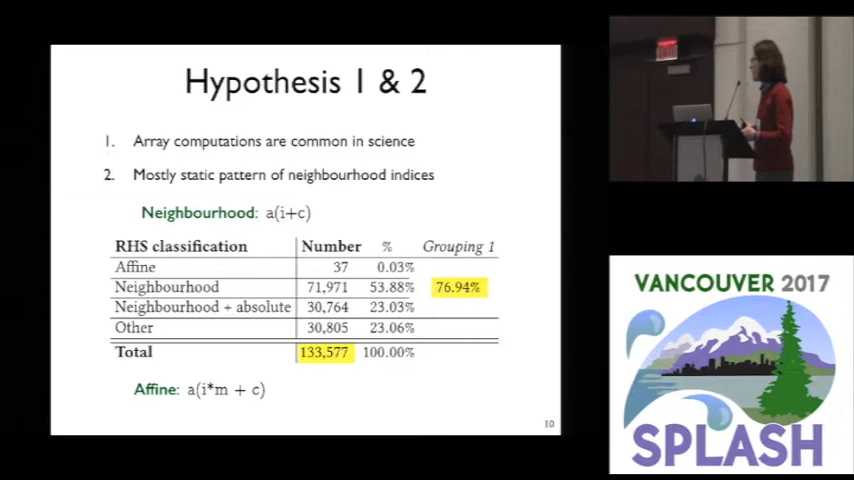 Hypothesis 1 & 2
1. Array computations are common in science
2. Mostly static pattern of neighbourhood indices
Neighbourhood: a(i+c)
RHS classification Number % Grouping 1
Affine 37 0.03%
Neighbourhood 71,971 53.88% 76.94%
Neighbourhood + absolute 30,764 23.03%
Other 30,805 23.06%
Total 133,577 100.00%
Affine: a(i*m + c)
10
VANCOUVER 2017
SPLASH